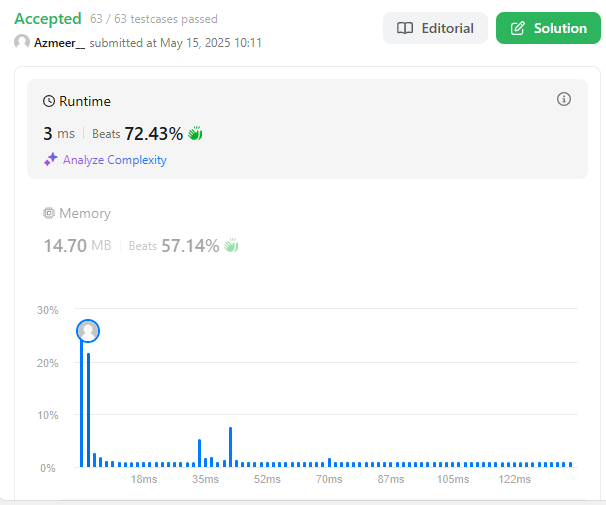 Accepted 63 / 63 testcases passed
Editorial
Solution
Azmeer__ submitted at May 15, 2025 10:11
Runtime
3 ms Beats 72.43%
Analyze Complexity
Memory
14.70 MB Beats 57.14%
30%
20%
10%
0%
18ms 35ms 52ms 70ms 87ms 105ms 122ms